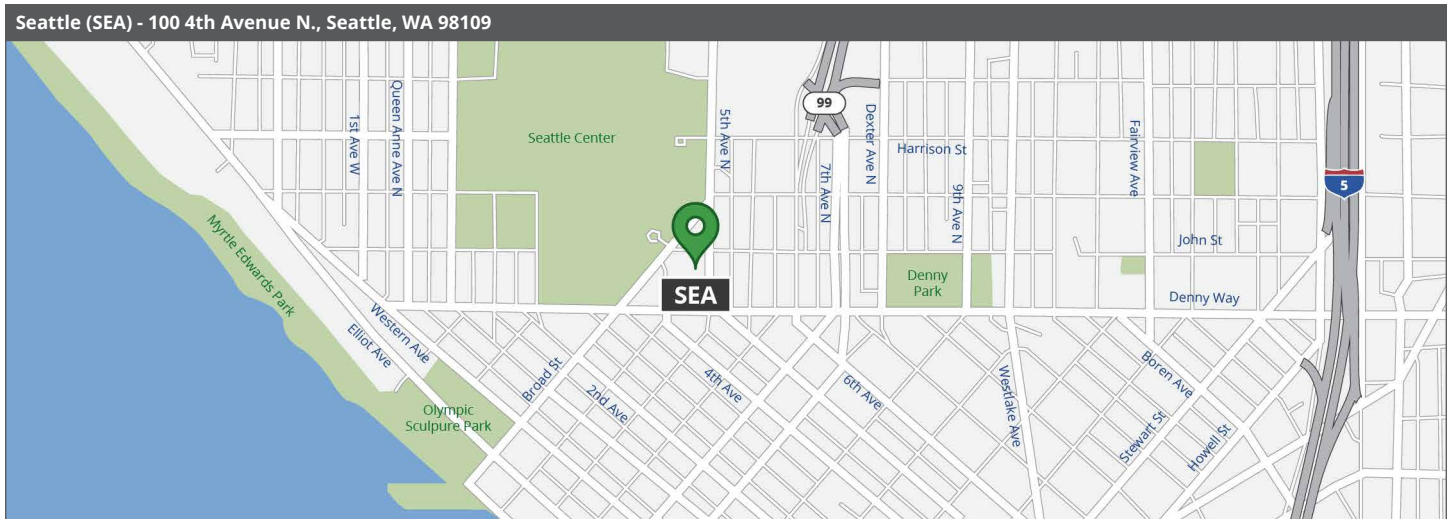 Seattle (SEA) - 100 4th Avenue N., Seattle, WA 98109
1st Ave W
Queen Anne Ave N
Seattle Center
5th Ave N
99
7th Ave N
Dexter Ave N
Harrison St
9th Ave N
Fairview Ave
5
John St
Myrtle Edwards Park
SEA
Denny
Park
Denny Way
Western Ave
Elliot Ave
Broad St
2nd Ave
4th Ave
6th Ave
Westlake Ave
Boren Ave
Stewart St
Howell St
Olympic
Sculpure Park